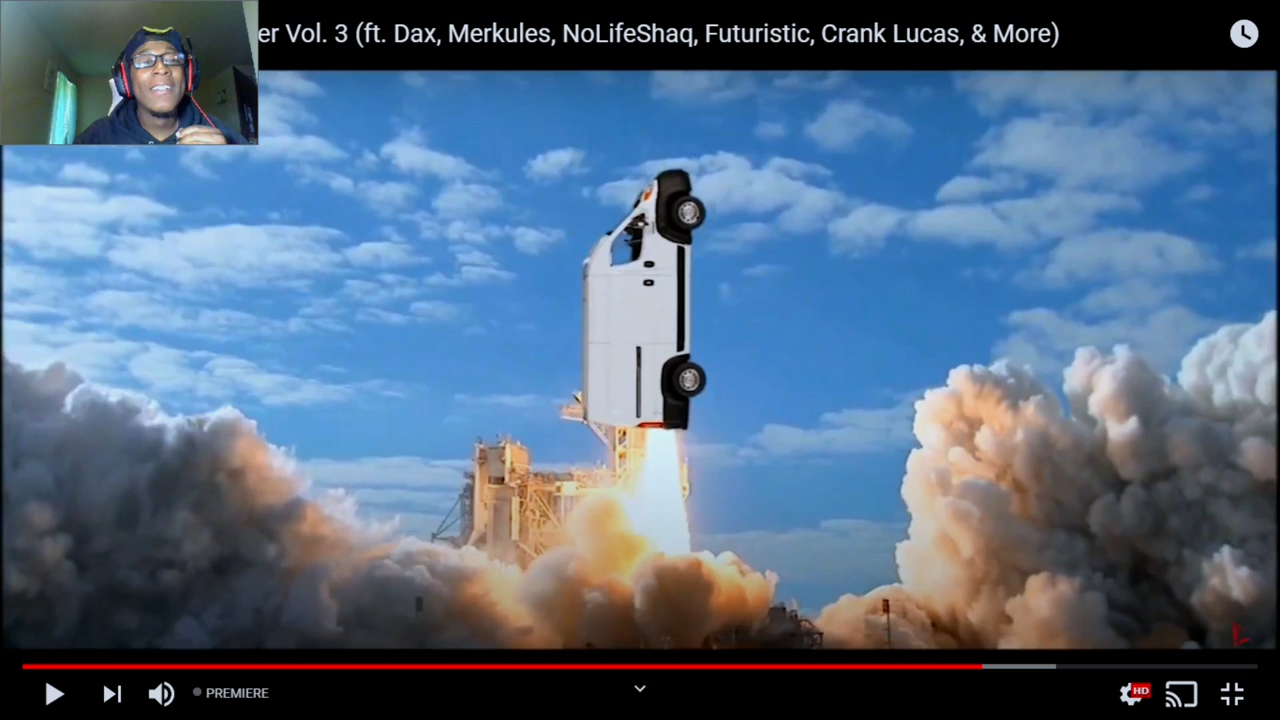 er Vol. 3 (ft. Dax, Merkules, NoLifeShaq, Futuristic, Crank Lucas, & More)
PREMIERE
HD